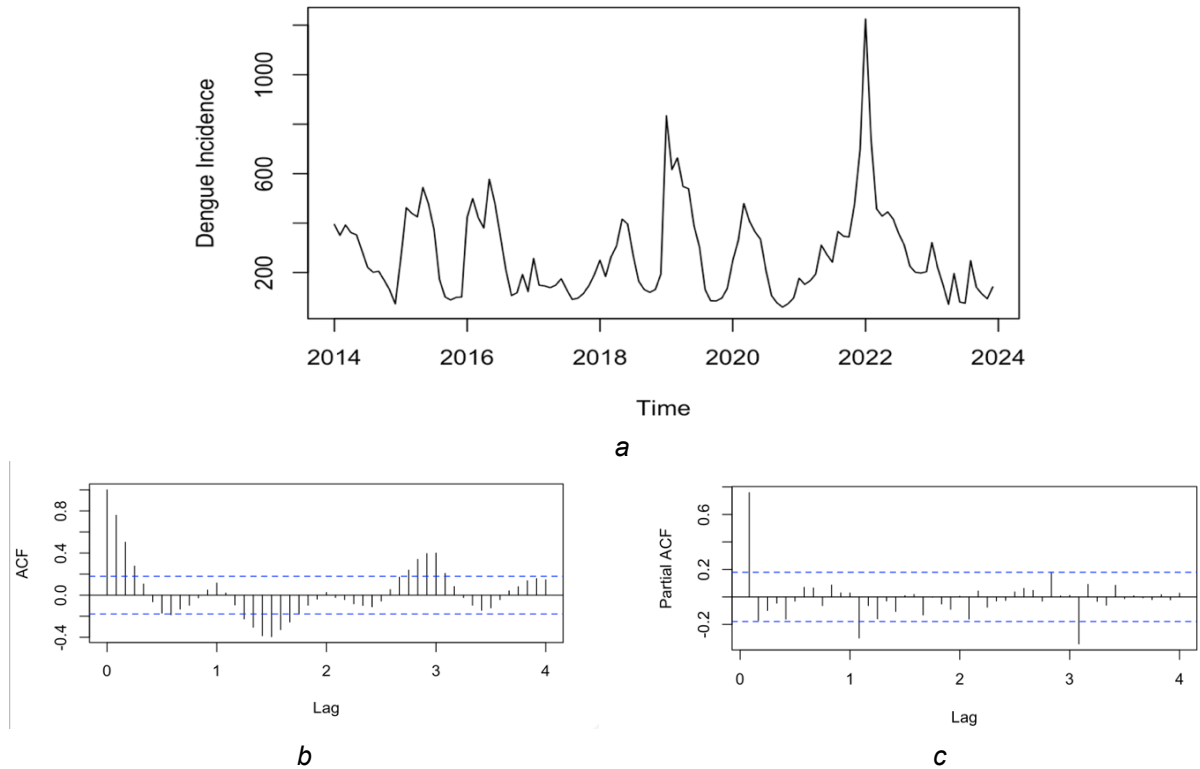 Dengue Incidence
200
600
1000
2014 2016 2018 2020 2022 2024
Time
a
ACF
-0.4 0.0 0.4 0.8
0 1 2 3 4
Lag
b
Partial ACF
-0.2 0.2 0.6
0 1 2 3 4
Lag
c